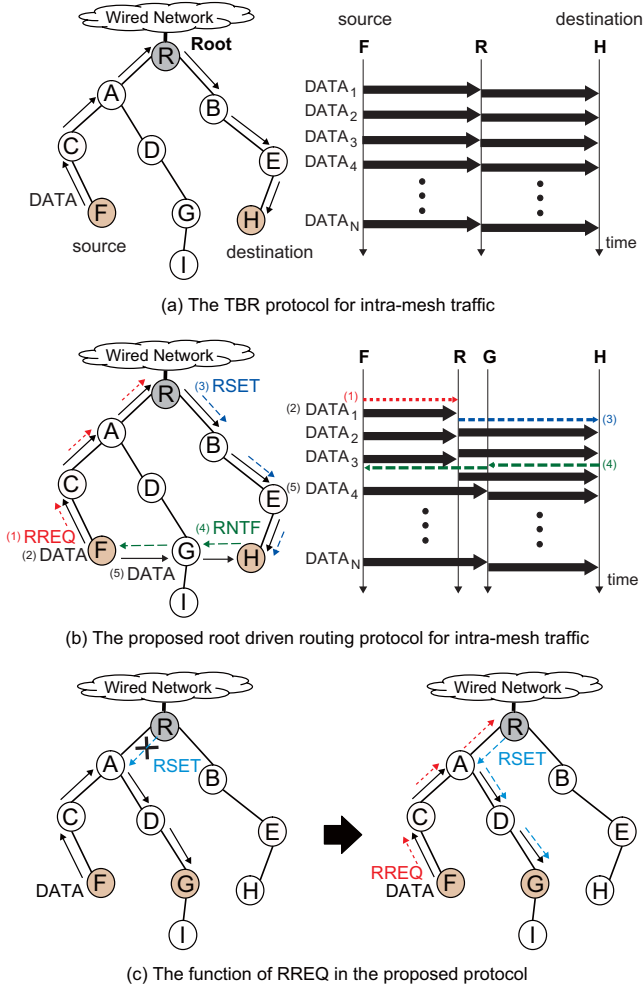 source destination
Wired Network
Root F R H
R
DATA1
A B DATA2
DATA3
C D E DATA4
DATA
F G H DATAN
source destination time
I
(a) The TBR protocol for intra-mesh traffic
Wired Network F R G H
R (3) RSET (1)
(2) DATA1 (3)
A B DATA2
DATA3 (4)
C D E (5) DATA4
(1) RREQ (4) RNTF
(2) DATA F G H
(5) DATA DATAN
I time
(b) The proposed root driven routing protocol for intra-mesh traffic
Wired Network Wired Network
R R
RSET RSET
A B A B
C D E C D E
RREQ
DATA F G H DATA F G H
I I
(c) The function of RREQ in the proposed protocol